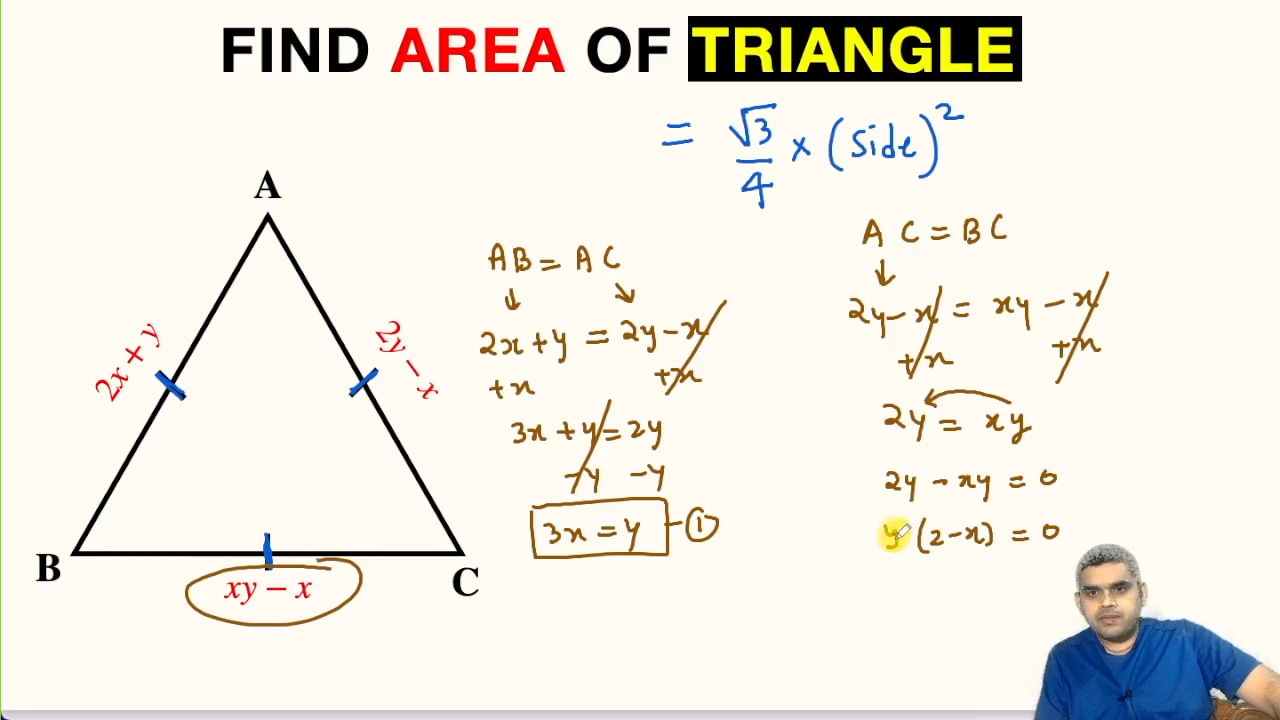 FIND AREA OF TRIANGLE
= √3/4 × (Side)²
A
2x + y
2y − x
B
xy − x
C
AB = AC
↓ ↘
2x + y = 2y − x
+x +x
3x + y = 2y
−y −y
3x = y — ①
AC = BC
↓
2y − x = xy − x
+x +x
2y = xy
2y − xy = 0
y (2−x) = 0